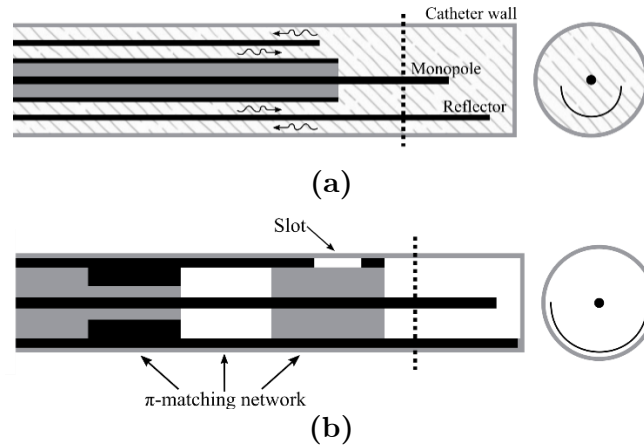 Catheter wall
Monopole
Reflector
(a)
Slot
π-matching network
(b)